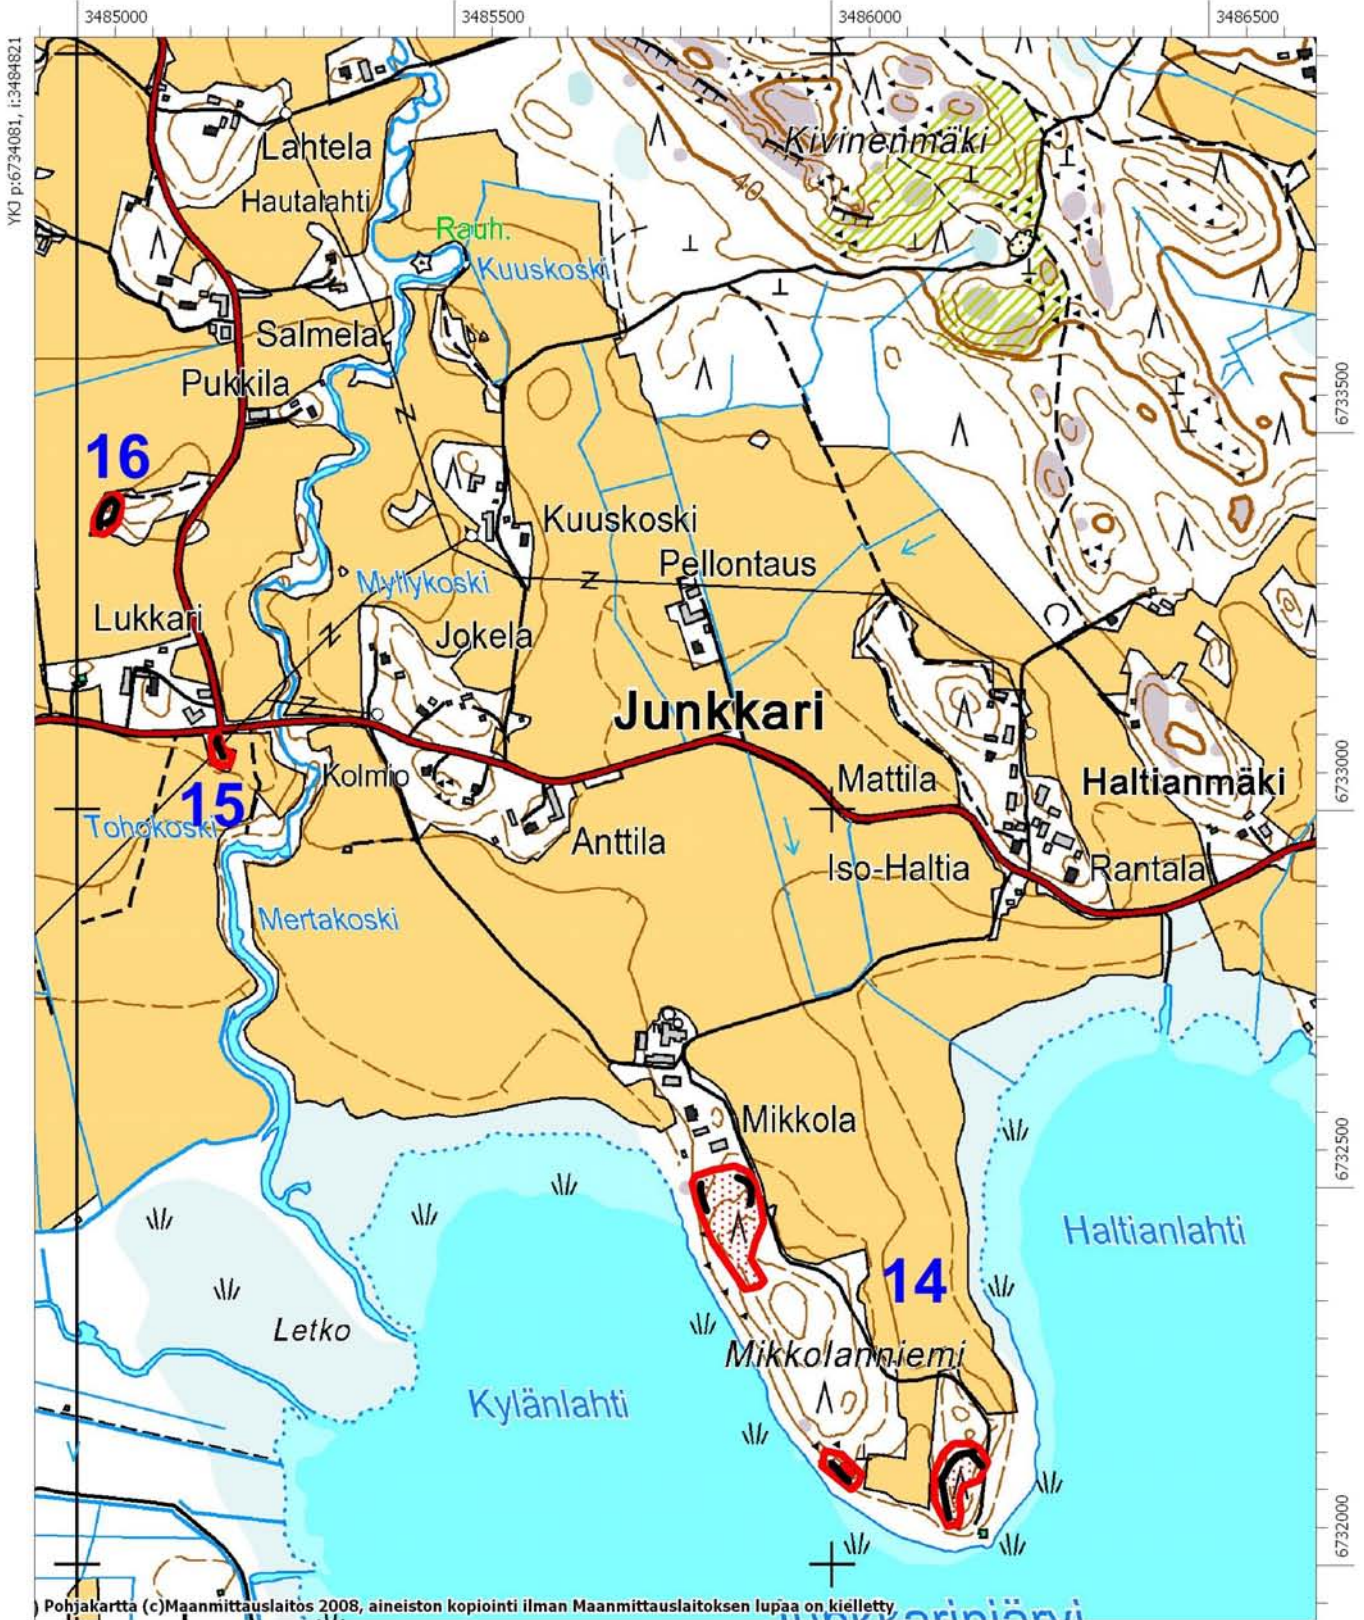 3485000
3485500
3486000
3486500
YKJ p:6734081, i:3484821
Kivinenmäki
Lahtela
40
Hautalahti
Rauh.
Kuuskoski
Salmela
Pukkila
6733500
16
Kuuskoski
Pellontaus
Myllykoski
Lukkari
Jokela
Junkkari
6733000
Kolmio
Mattila
Haltianmäki
15
Tohokoski
Anttila
Iso-Haltia
Rantala
Mertakoski
Mikkola
6732500
Haltianlahti
14
Letko
Mikkolanniemi
Kylänlahti
6732000
) Pohjakartta (c)Maanmittauslaitos 2008, aineiston kopiointi ilman Maanmittauslaitoksen lupaa on kielletty